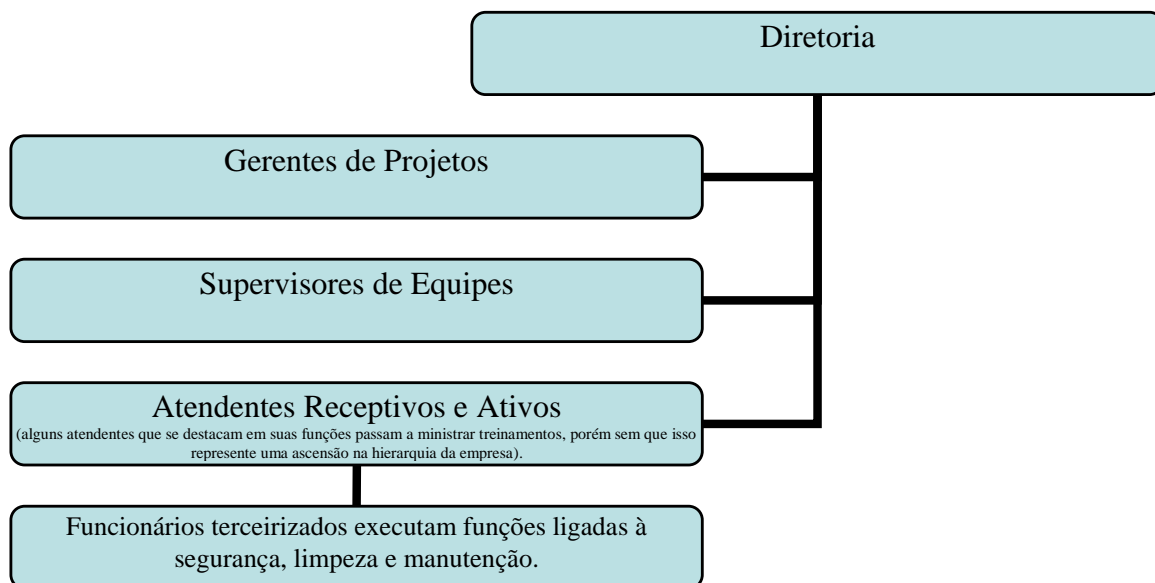 Diretoria
Gerentes de Projetos
Supervisores de Equipes
Atendentes Receptivos e Ativos
(alguns atendentes que se destacam em suas funções passam a ministrar treinamentos, porém sem que isso
represente uma ascensão na hierarquia da empresa).
Funcionários terceirizados executam funções ligadas à
segurança, limpeza e manutenção.